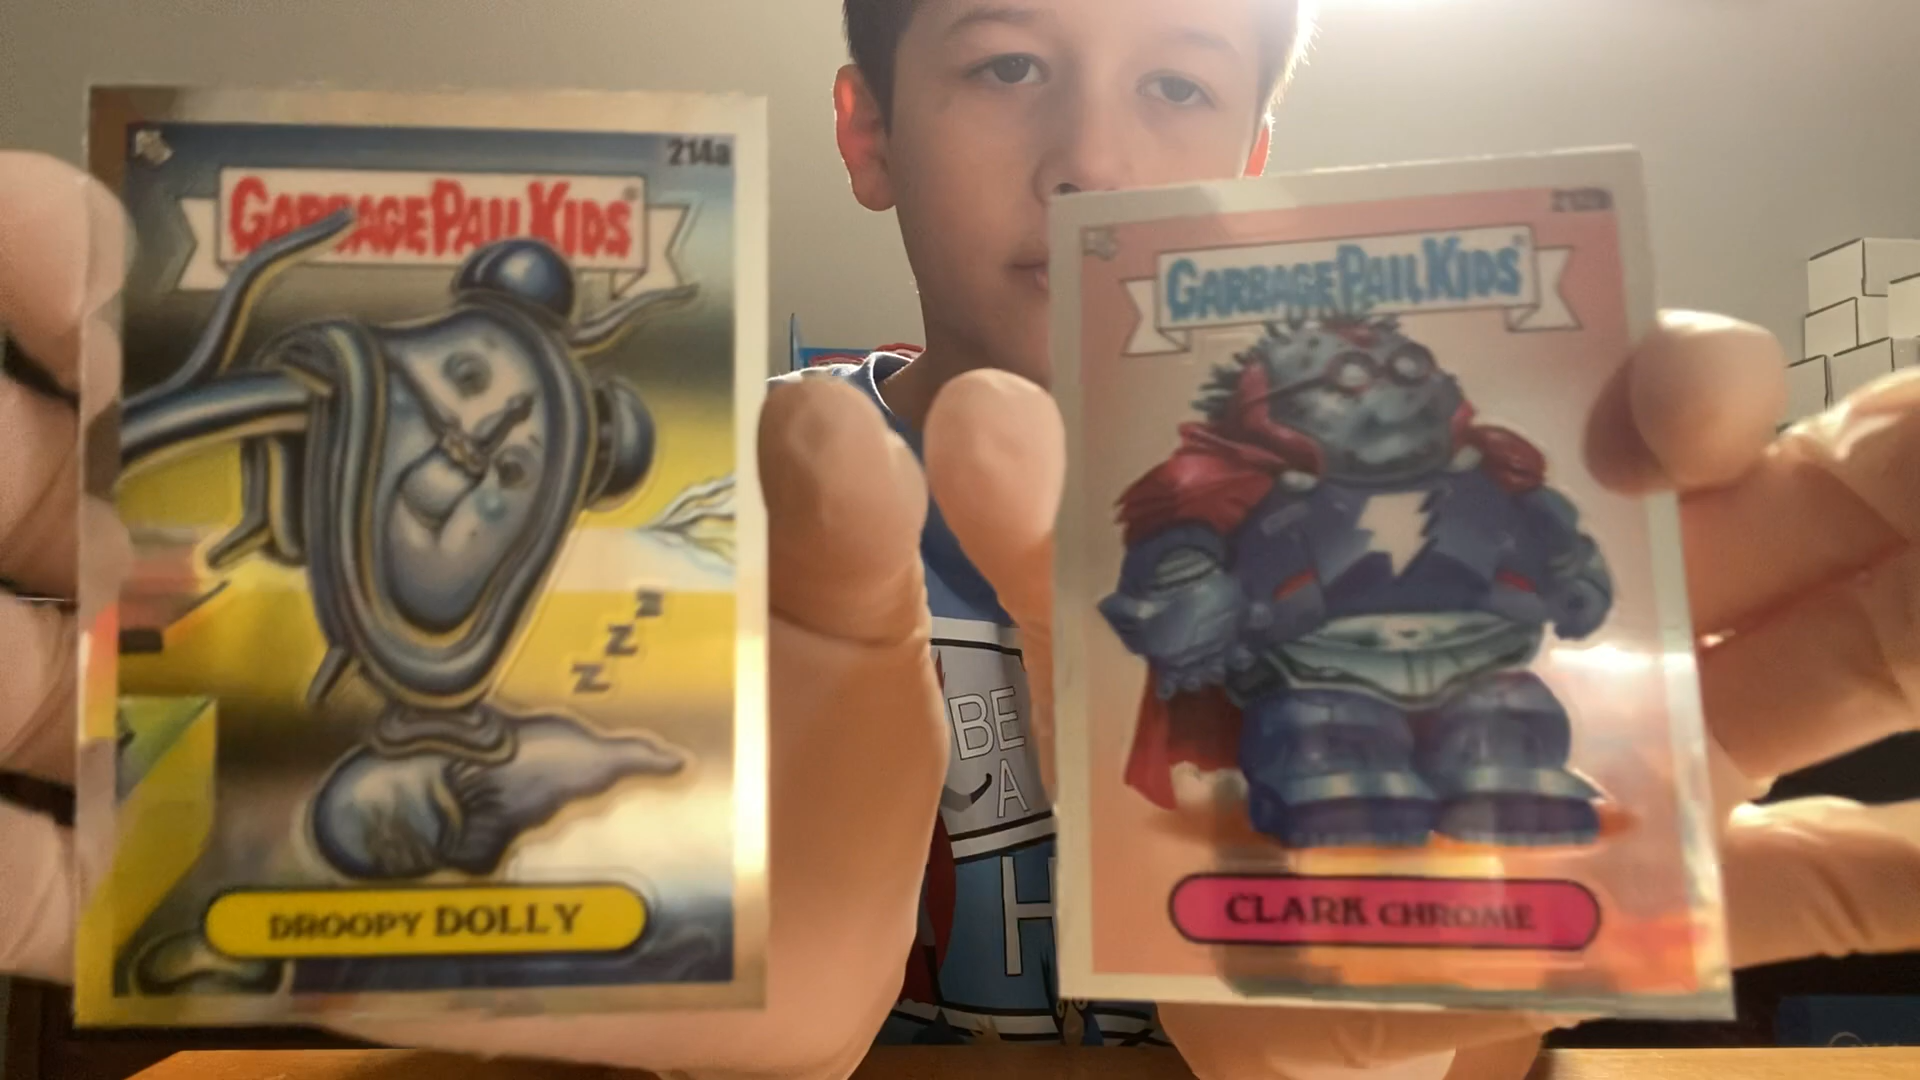 214a
GARBAGE PAIL KIDS®
Z
Z
Z
DROOPY DOLLY
GARBAGE PAIL KIDS®
CLARK CHROME
BE
A
H